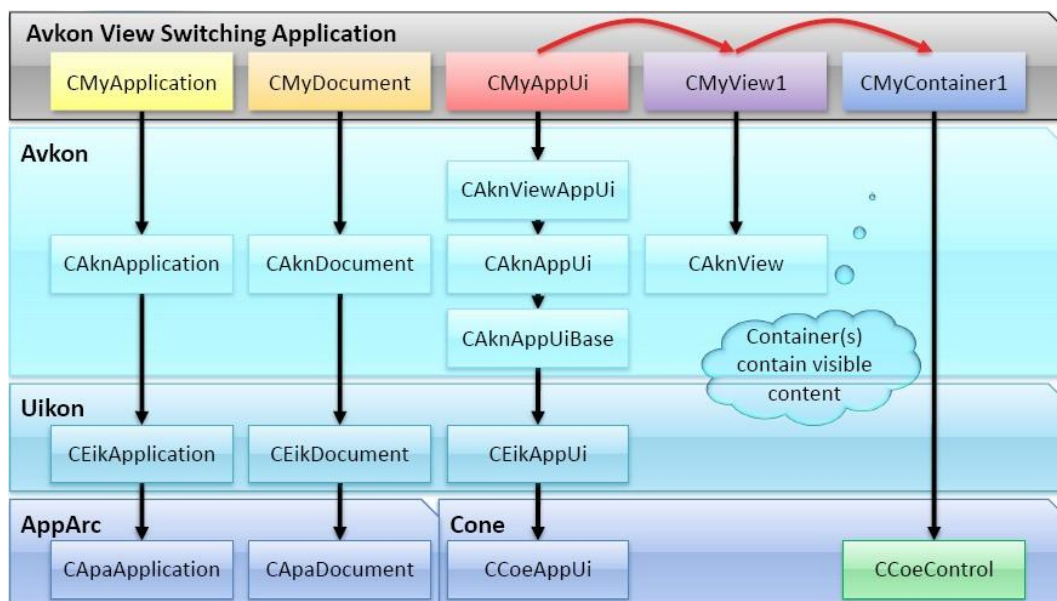 Avkon View Switching Application
CMyApplication
CMyDocument
CMyAppUi
CMyView1
CMyContainer1
Avkon
CAknViewAppUi
CAknApplication
CAknDocument
CAknAppUi
CAknView
CAknAppUiBase
Container(s)
contain visible
content
Uikon
CEikApplication
CEikDocument
CEikAppUi
AppArc
Cone
CApaApplication
CApaDocument
CCoeAppUi
CCoeControl